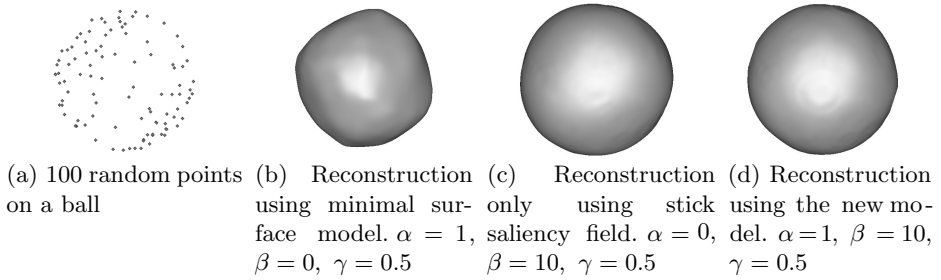 (a) 100 random points
on a ball
(b) Reconstruction
using minimal sur-
face model. α = 1,
β = 0, γ = 0.5
(c) Reconstruction
only using stick
saliency field. α = 0,
β = 10, γ = 0.5
(d) Reconstruction
using the new mo-
del. α = 1, β = 10,
γ = 0.5